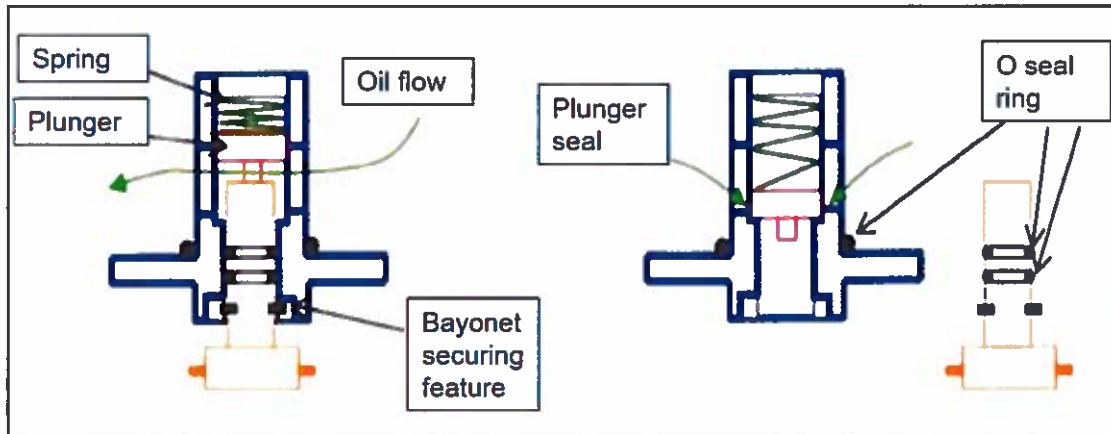 Spring
Plunger
Oil flow
Bayonet
securing
feature
Plunger
seal
O seal
ring